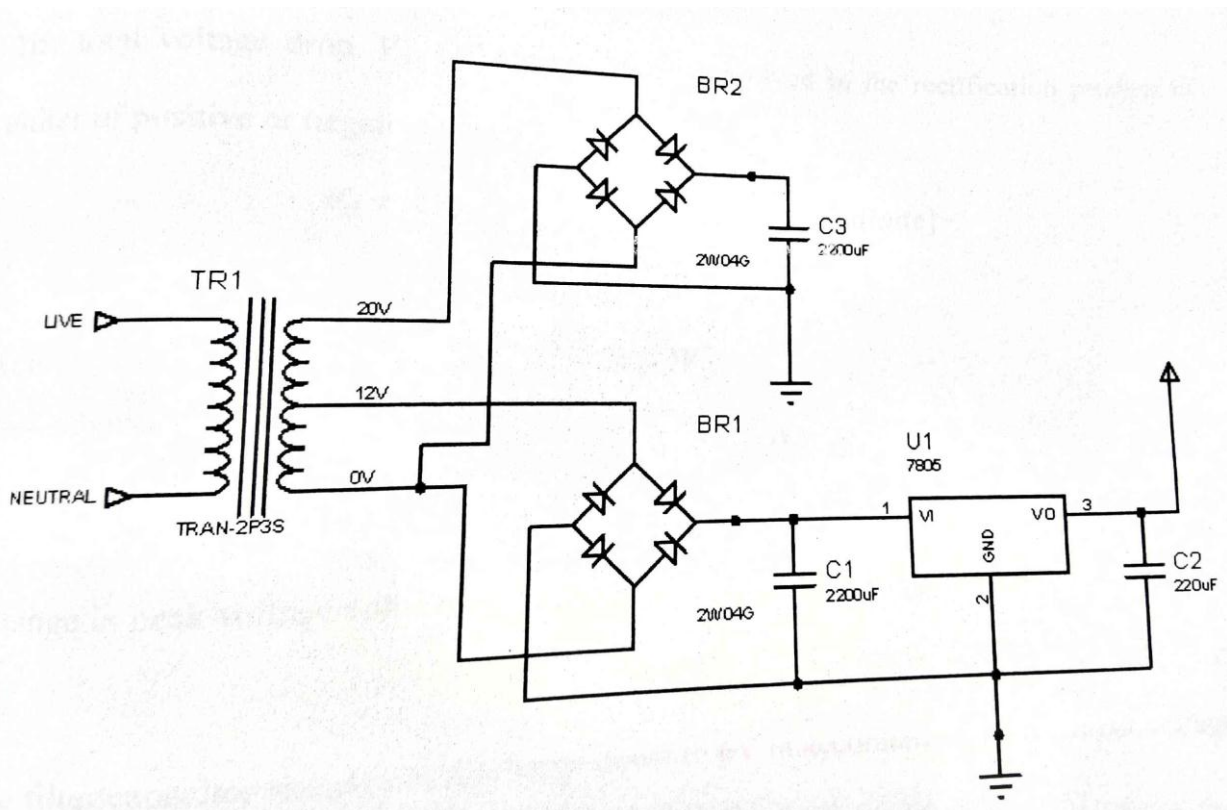 BR2
C3
2200uF
2W04G
TR1
LIVE
20V
12V
NEUTRAL
0V
TRAN-2P3S
BR1
U1
7805
1
VI
VO
3
GND
2
C1
2200uF
C2
220uF
2W04G